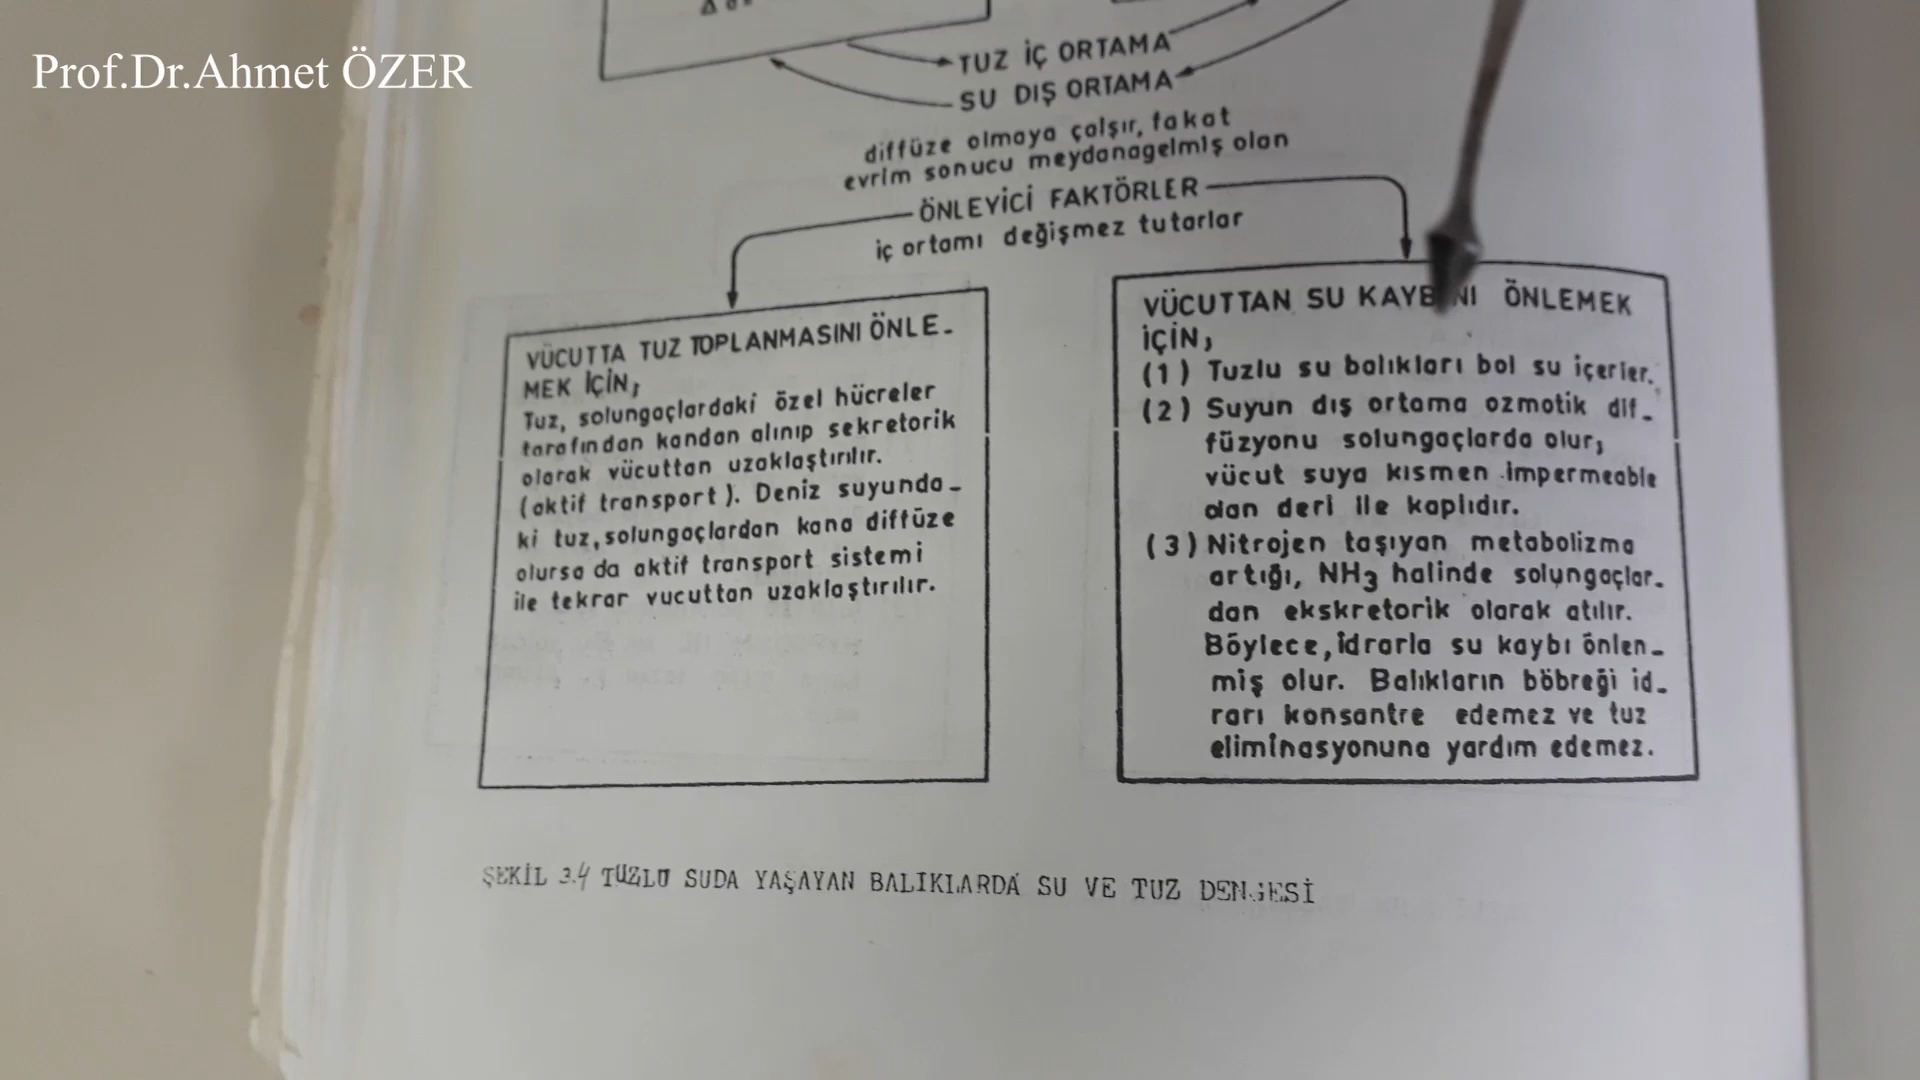 Prof.Dr.Ahmet ÖZER
TUZ İÇ ORTAMA
SU DIŞ ORTAMA
diffüze olmaya çalşır, fakat
evrim sonucu meydanagelmiş olan
ÖNLEYİCİ FAKTÖRLER
iç ortamı değişmez tutarlar
VÜCUTTA TUZ TOPLANMASINI ÖNLE-
MEK İÇİN,
Tuz, solungaçlardaki özel hücreler
tarafından kandan alınıp sekretorik
olarak vücuttan uzaklaştırılır.
(aktif transport). Deniz suyunda-
ki tuz, solungaçlardan kana diffüze
olursa da aktif transport sistemi
ile tekrar vucuttan uzaklaştırılır.
VÜCUTTAN SU ÖNLEMEK
İÇİN,
(1) Tuzlu su balıkları bol su içerler.
(2) Suyun dış ortama ozmotik dif-
füzyonu solungaçlarda olur,
vücut suya kısmen impermeable
olan deri ile kaplıdır.
(3) Nitrojen taşıyan metabolizma
artığı, NH3 halinde solungaçlar-
dan ekskretorik olarak atılır.
Böylece, idrarla su kaybı önlen-
miş olur. Balıkların böbreği id-
rarı konsantre edemez ve tuz
eliminasyonuna yardım edemez.
ŞEKİL 3.4 TUZLU SUDA YAŞAYAN BALIKLARDA SU VE TUZ DENGESİ